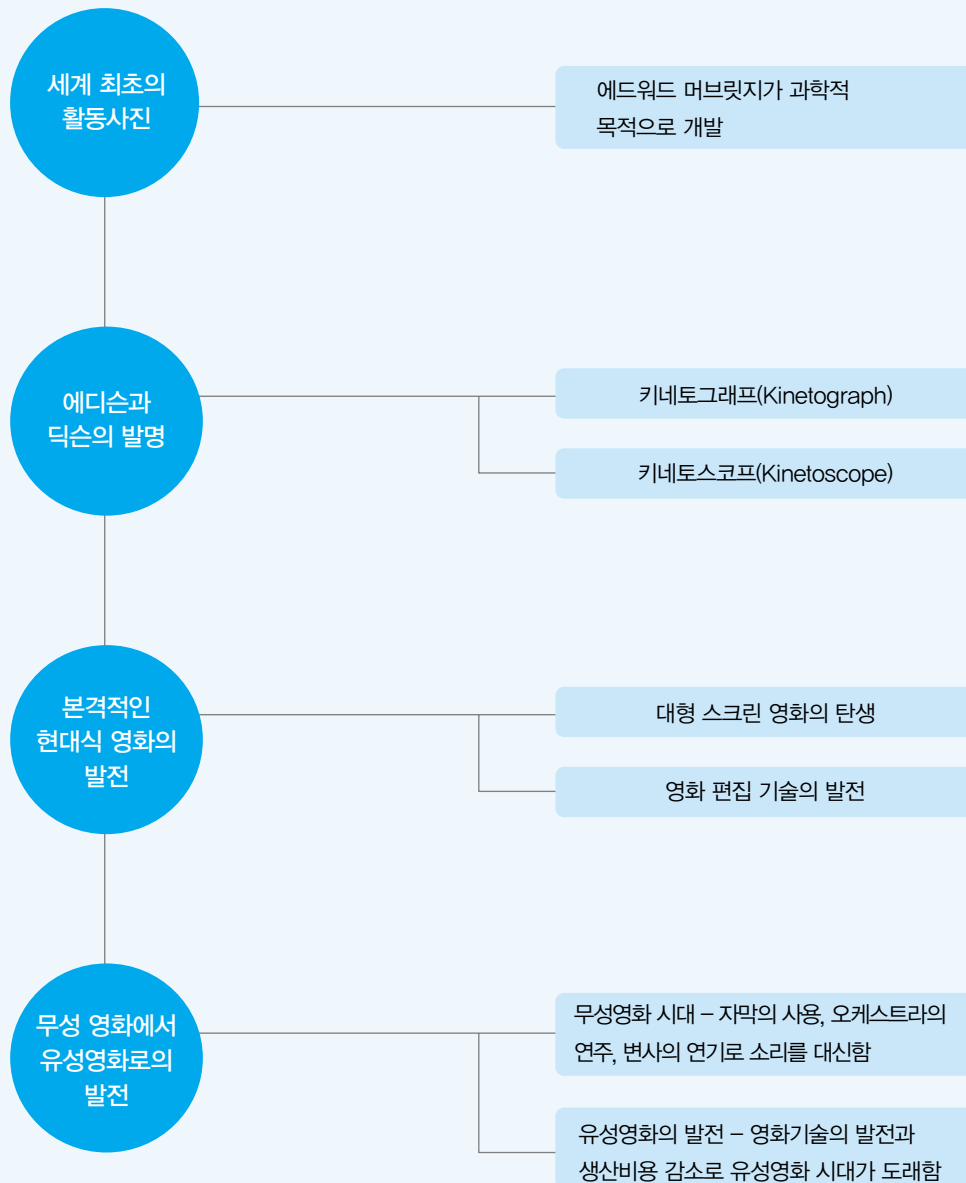 세계 최초의
활동사진
에드워드 머브릿지가 과학적
목적으로 개발
에디슨과
딕슨의 발명
키네토그래프(Kinetograph)
키네토스코프(Kinetoscope)
본격적인
현대식 영화의
발전
대형 스크린 영화의 탄생
영화 편집 기술의 발전
무성 영화에서
유성영화로의
발전
무성영화 시대 – 자막의 사용, 오케스트라의
연주, 변사의 연기로 소리를 대신함
유성영화의 발전 – 영화기술의 발전과
생산비용 감소로 유성영화 시대가 도래함